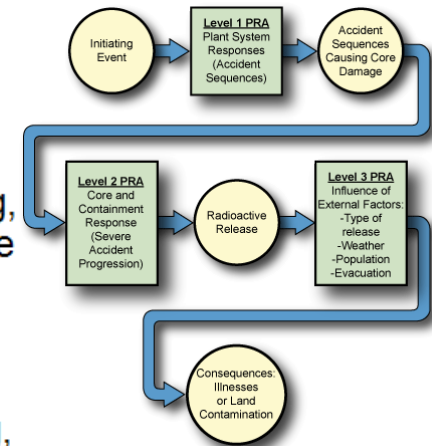 Initiating
Event
Level 1 PRA
Plant System
Responses
(Accident
Sequences)
Accident
Sequences
Causing Core
Damage
Level 2 PRA
Core and
Containment
Response
(Severe
Accident
Progression)
Radioactive
Release
Level 3 PRA
Influence of
External Factors:
-Type of
release
-Weather
-Population
-Evacuation
Consequences:
Illnesses
or Land
Contamination